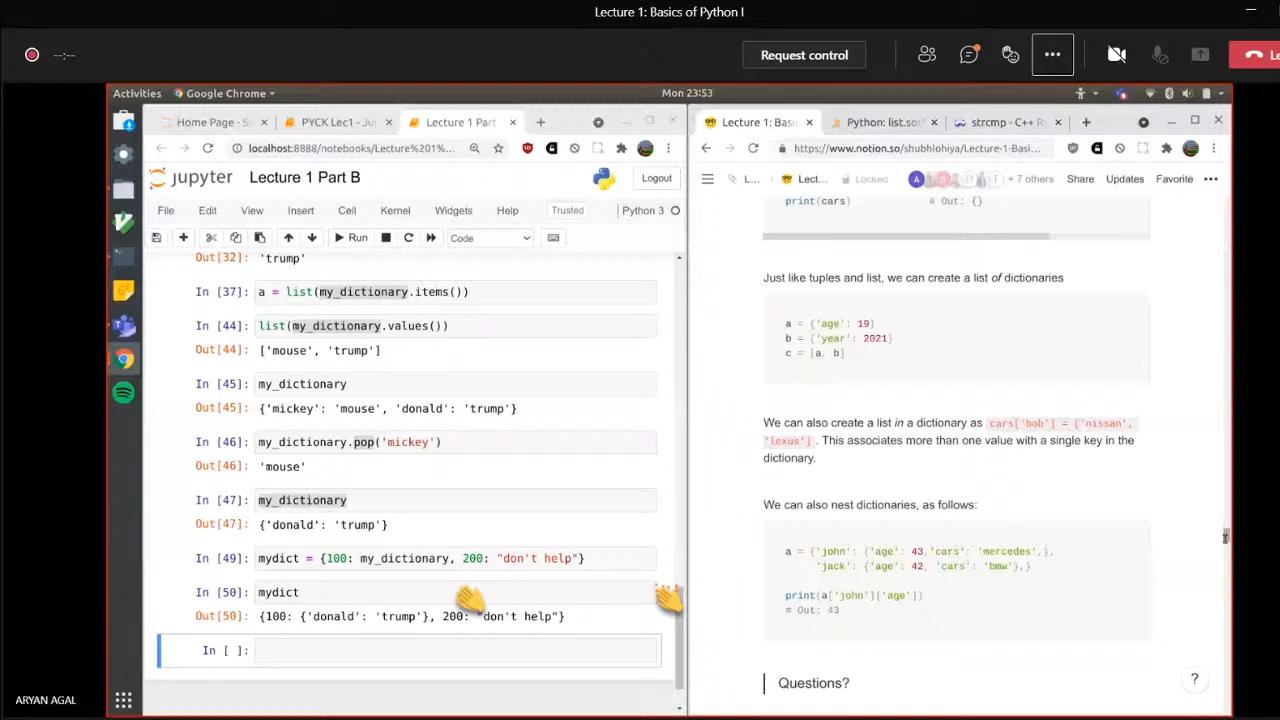 Lecture 1: Basics of Python I
--:--
Request control
Le
Activities
Google Chrome
Mon 23:53
Home Page - S
PYCK Lec1 - Ju
Lecture 1 Part
localhost:8888/notebooks/Lecture%201%...
jupyter
Lecture 1 Part B
Logout
File
Edit
View
Insert
Cell
Kernel
Widgets
Help
Trusted
Python 3
Run
Code
Out[32]: 'trump'
In [37]: a = list(my_dictionary.items())
In [44]: list(my_dictionary.values())
Out[44]: ['mouse', 'trump']
In [45]: my_dictionary
Out[45]: {'mickey': 'mouse', 'donald': 'trump'}
In [46]: my_dictionary.pop('mickey')
Out[46]: 'mouse'
In [47]: my_dictionary
Out[47]: {'donald': 'trump'}
In [49]: mydict = {100: my_dictionary, 200: "don't help"}
In [50]: mydict
Out[50]: {100: {'donald': 'trump'}, 200: "don't help"}
In [ ]:
Lecture 1: Basi
Python: list.sor
strcmp - C++ R
https://www.notion.so/shubhlohiya/Lecture-1-Basi...
L...
Lect...
Locked
A
D
T
+ 7 others
Share
Updates
Favorite
print(cars) # Out: {}
Just like tuples and list, we can create a list of dictionaries
a = {'age': 19}
b = {'year': 2021}
c = [a, b]
We can also create a list in a dictionary as cars['bob'] = ['nissan',
'lexus']. This associates more than one value with a single key in the
dictionary.
We can also nest dictionaries, as follows:
a = {'john': {'age': 43,'cars': 'mercedes',},
'jack': {'age': 42, 'cars': 'bmw'},}
print(a['john']['age'])
# Out: 43
Questions?
?
ARYAN AGAL